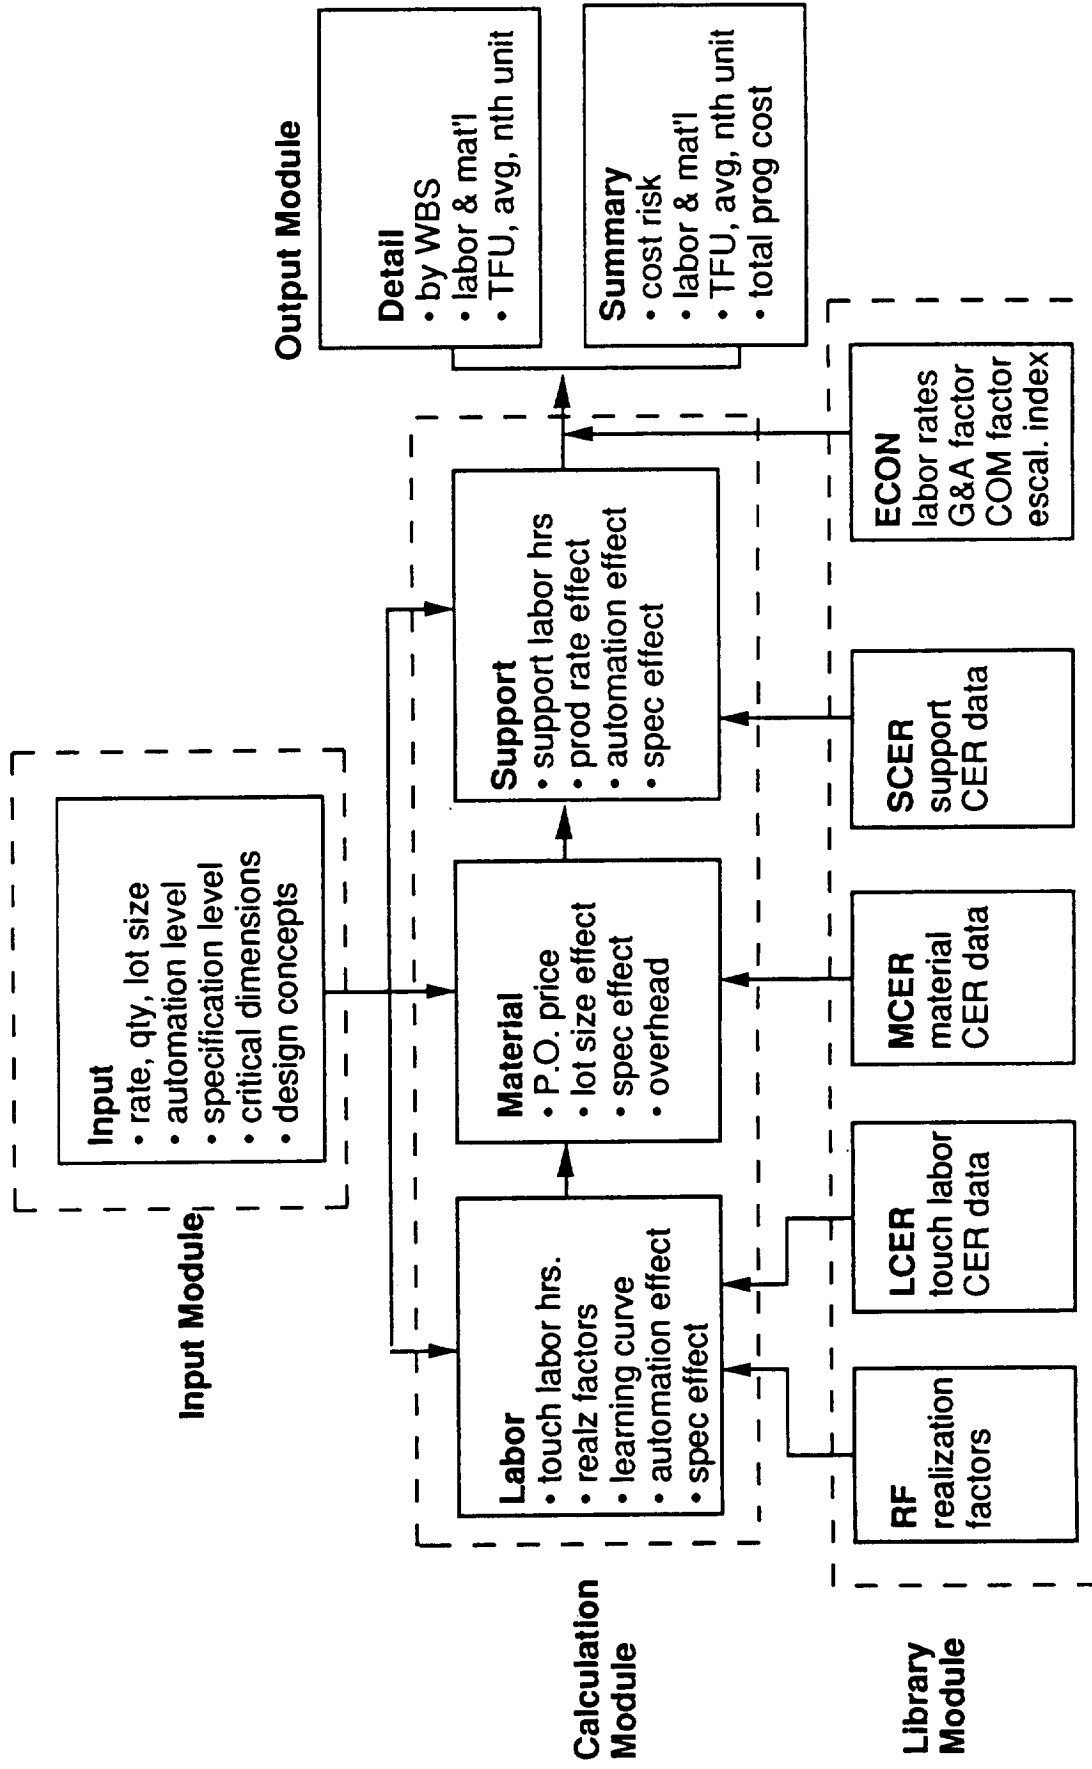 Input Module
Input
• rate, qty, lot size
• automation level
• specification level
• critical dimensions
• design concepts
Output Module
Detail
• by WBS
• labor & mat'l
• TFU, avg, nth unit
Summary
• cost risk
• labor & mat'l
• TFU, avg, nth unit
• total prog cost
Calculation
Module
Labor
• touch labor hrs.
• realz factors
• learning curve
• automation effect
• spec effect
Material
• P.O. price
• lot size effect
• spec effect
• overhead
Support
• support labor hrs
• prod rate effect
• automation effect
• spec effect
Library
Module
RF
realization
factors
LCER
touch labor
CER data
MCER
material
CER data
SCER
support
CER data
ECON
labor rates
G&A factor
COM factor
escal. index